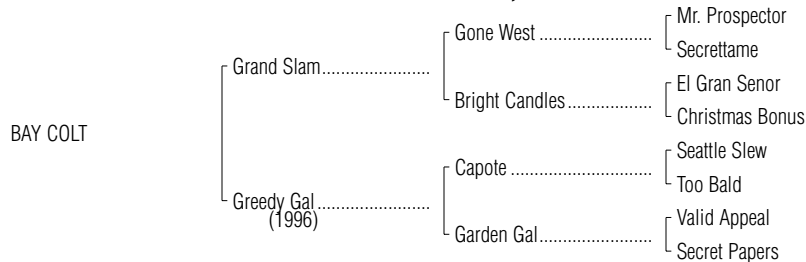 Mr. Prospector
Gone West ........................
Secrettame
Grand Slam.......................
El Gran Senor
Bright Candles..................
Christmas Bonus
BAY COLT
Seattle Slew
Capote ..............................
Too Bald
Greedy Gal ........................
(1996)
Valid Appeal
Garden Gal........................
Secret Papers